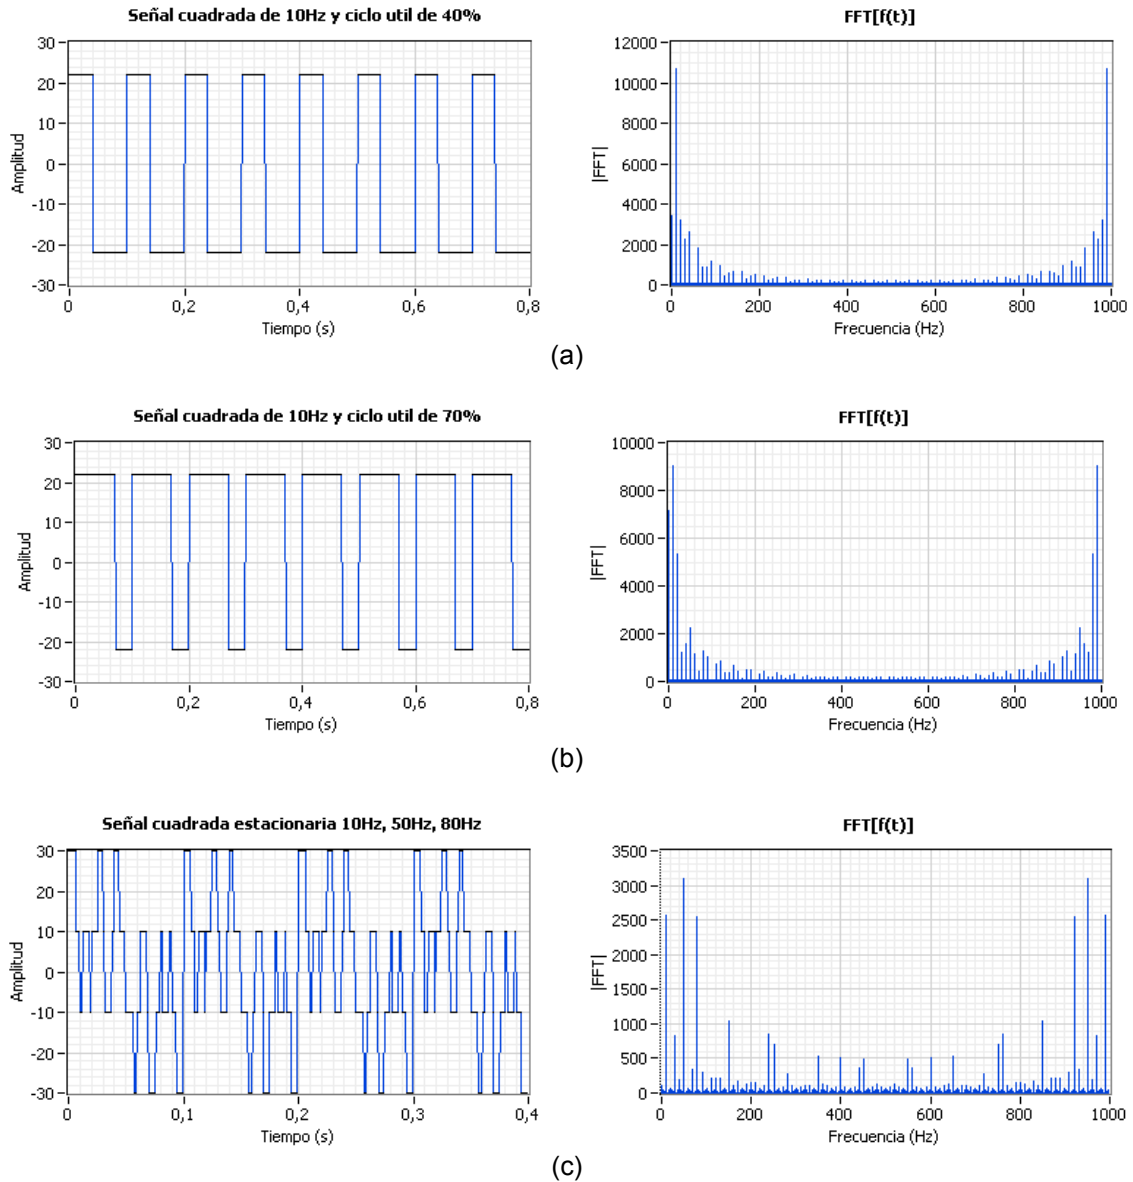 Señal cuadrada de 10Hz y ciclo util de 40%
30
20
10
0
-10
-20
-30
Amplitud
0 0,2 0,4 0,6 0,8
Tiempo (s)
FFT[f(t)]
12000
10000
8000
6000
4000
2000
0
|FFT|
0 200 400 600 800 1000
Frecuencia (Hz)
(a)
Señal cuadrada de 10Hz y ciclo util de 70%
30
20
10
0
-10
-20
-30
Amplitud
0 0,2 0,4 0,6 0,8
Tiempo (s)
FFT[f(t)]
10000
8000
6000
4000
2000
0
|FFT|
0 200 400 600 800 1000
Frecuencia (Hz)
(b)
Señal cuadrada estacionaria 10Hz, 50Hz, 80Hz
30
20
10
0
-10
-20
-30
Amplitud
0 0,1 0,2 0,3 0,4
Tiempo (s)
FFT[f(t)]
3500
3000
2500
2000
1500
1000
500
0
|FFT|
0 200 400 600 800 1000
Frecuencia (Hz)
(c)